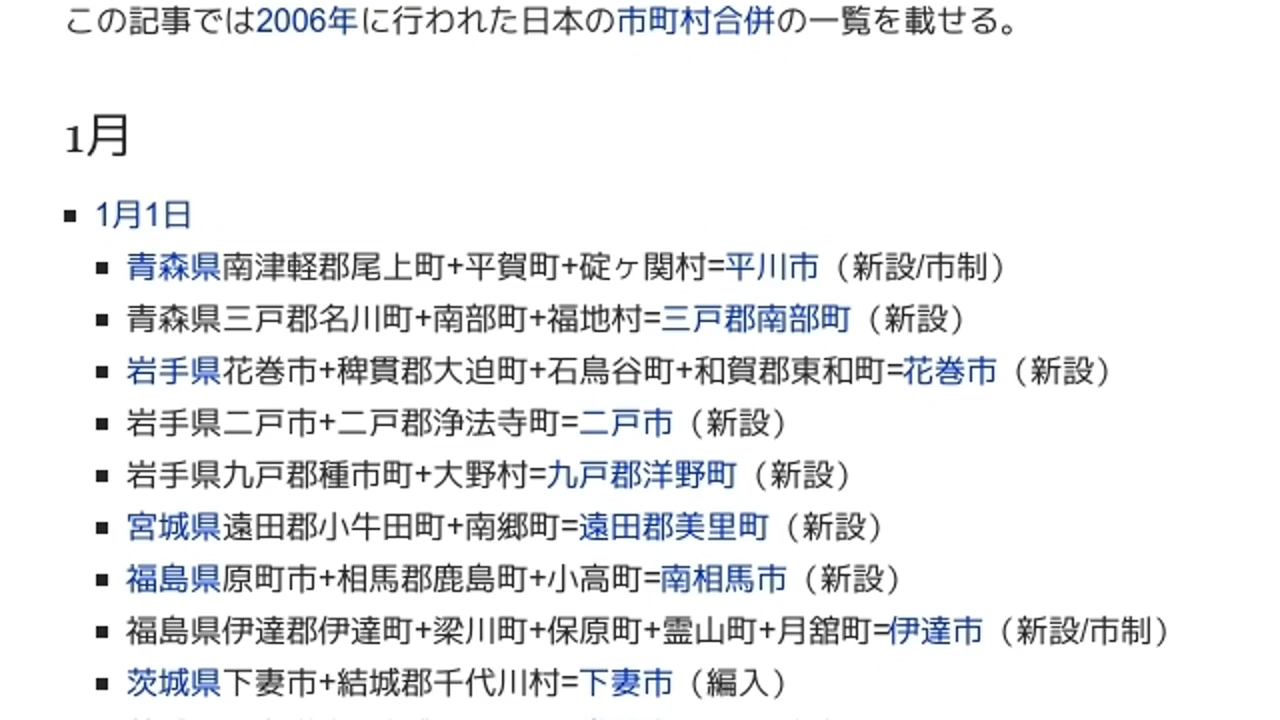 この記事では2006年に行われた日本の市町村合併の一覧を載せる。
1月
1月1日
青森県南津軽郡尾上町+平賀町+碇ヶ関村=平川市（新設/市制）
青森県三戸郡名川町+南部町+福地村=三戸郡南部町（新設）
岩手県花巻市+稗貫郡大迫町+石鳥谷町+和賀郡東和町=花巻市（新設）
岩手県二戸市+二戸郡浄法寺町=二戸市（新設）
岩手県九戸郡種市町+大野村=九戸郡洋野町（新設）
宮城県遠田郡小牛田町+南郷町=遠田郡美里町（新設）
福島県原町市+相馬郡鹿島町+小高町=南相馬市（新設）
福島県伊達郡伊達町+梁川町+保原町+霊山町+月舘町=伊達市（新設/市制）
茨城県下妻市+結城郡千代川村=下妻市（編入）